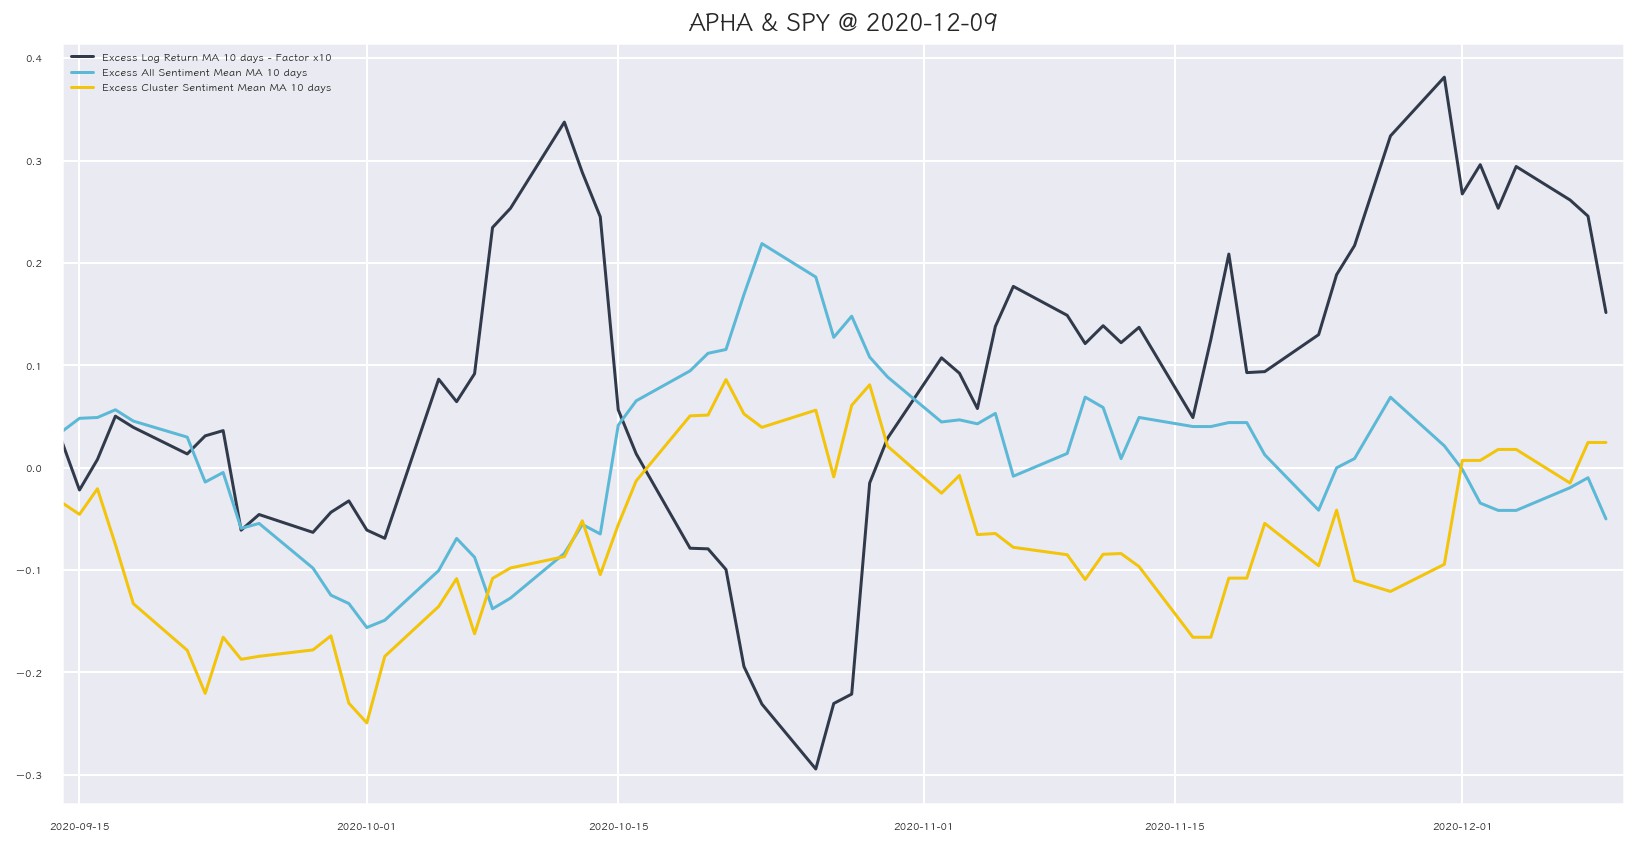 APHA & SPY @ 2020-12-09
Excess Log Return MA 10 days - Factor x10
Excess All Sentiment Mean MA 10 days
Excess Cluster Sentiment Mean MA 10 days
0.4
0.3
0.2
0.1
0.0
−0.1
−0.2
−0.3
2020-09-15 2020-10-01 2020-10-15 2020-11-01 2020-11-15 2020-12-01